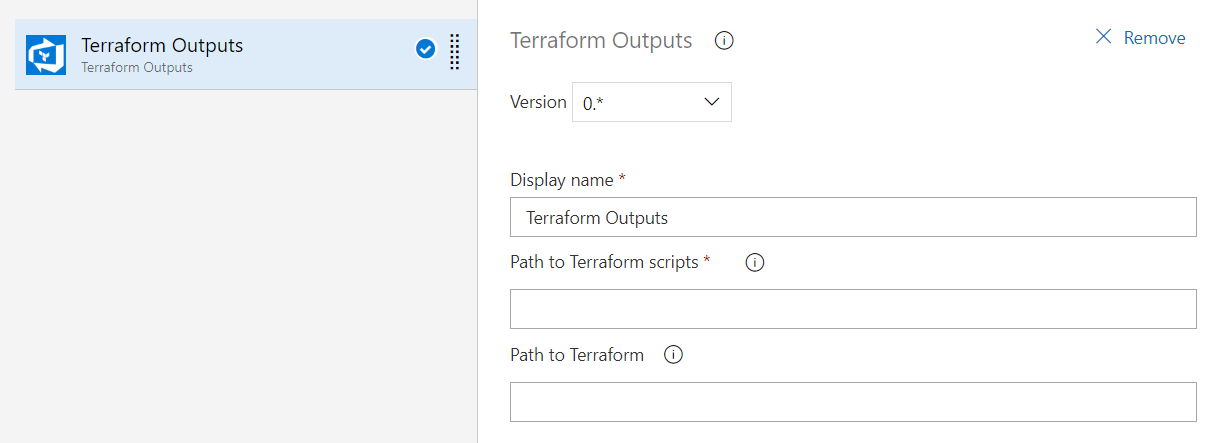 Terraform Outputs
Terraform Outputs
Terraform Outputs
Remove
Version 0.*
Display name *
Terraform Outputs
Path to Terraform scripts *
Path to Terraform